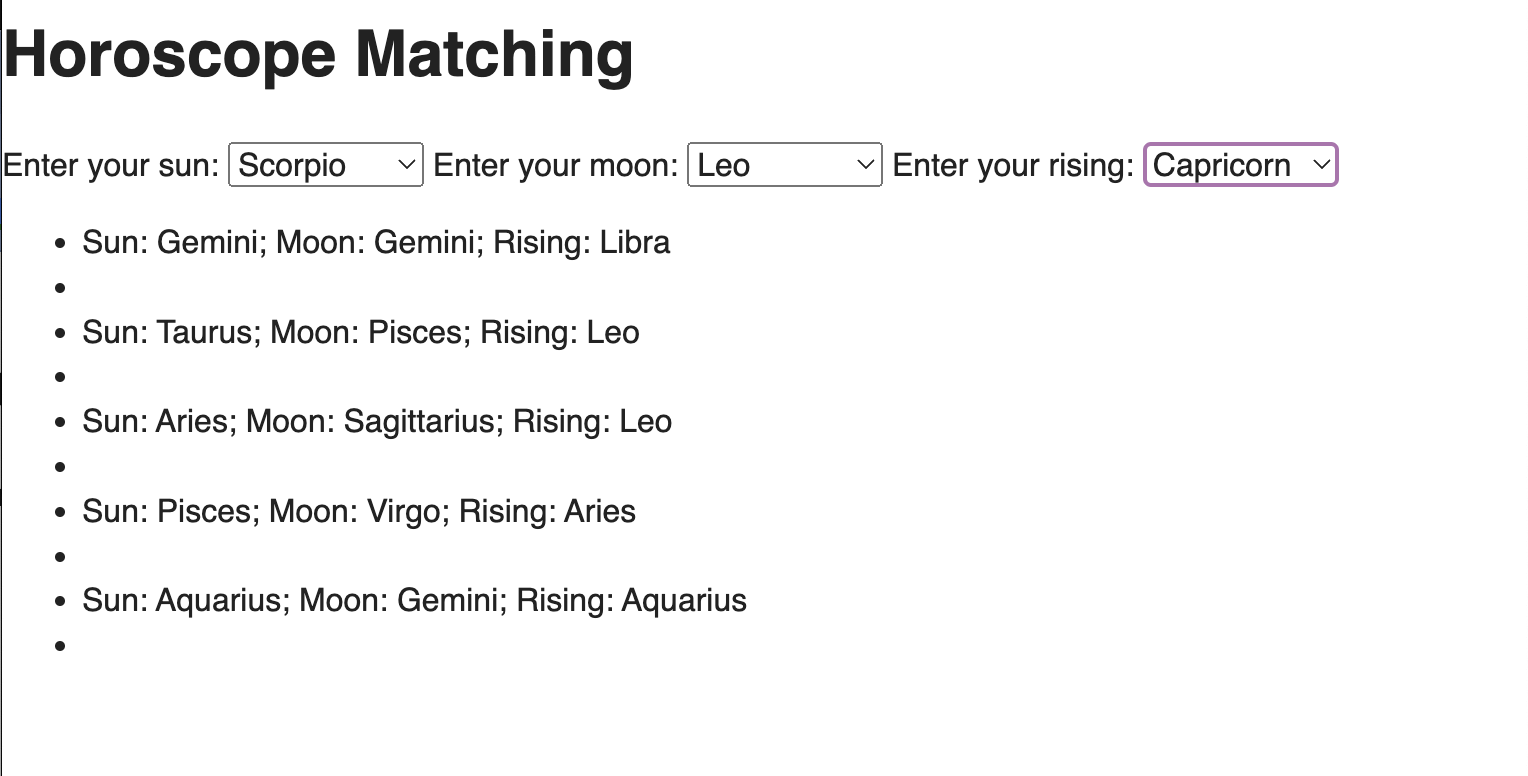 Horoscope Matching
Enter your sun: Scorpio Enter your moon: Leo Enter your rising: Capricorn
• Sun: Gemini; Moon: Gemini; Rising: Libra
•
• Sun: Taurus; Moon: Pisces; Rising: Leo
•
• Sun: Aries; Moon: Sagittarius; Rising: Leo
•
• Sun: Pisces; Moon: Virgo; Rising: Aries
•
• Sun: Aquarius; Moon: Gemini; Rising: Aquarius
•